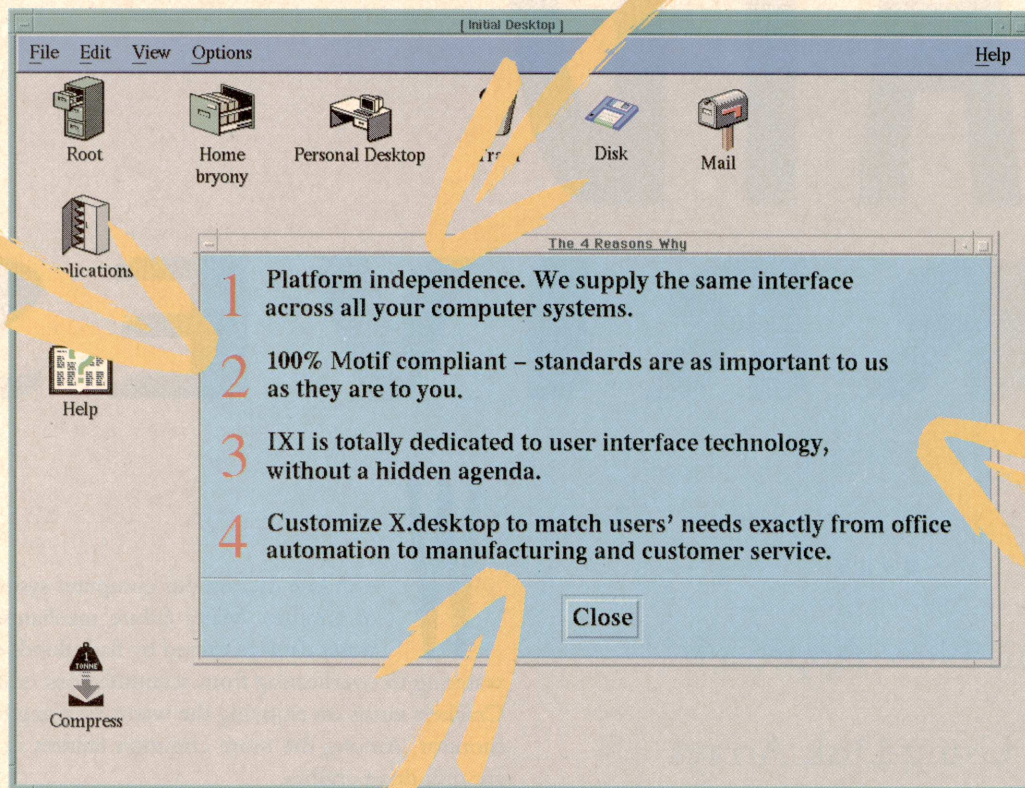 [ Initial Desktop ]
File Edit View Options Help
Root
Home
bryony
Personal Desktop
Disk
Mail
Help
1
TONNE
Compress
The 4 Reasons Why
1 Platform independence. We supply the same interface
across all your computer systems.
2 100% Motif compliant – standards are as important to us
as they are to you.
3 IXI is totally dedicated to user interface technology,
without a hidden agenda.
4 Customize X.desktop to match users’ needs exactly from office
automation to manufacturing and customer service.
Close